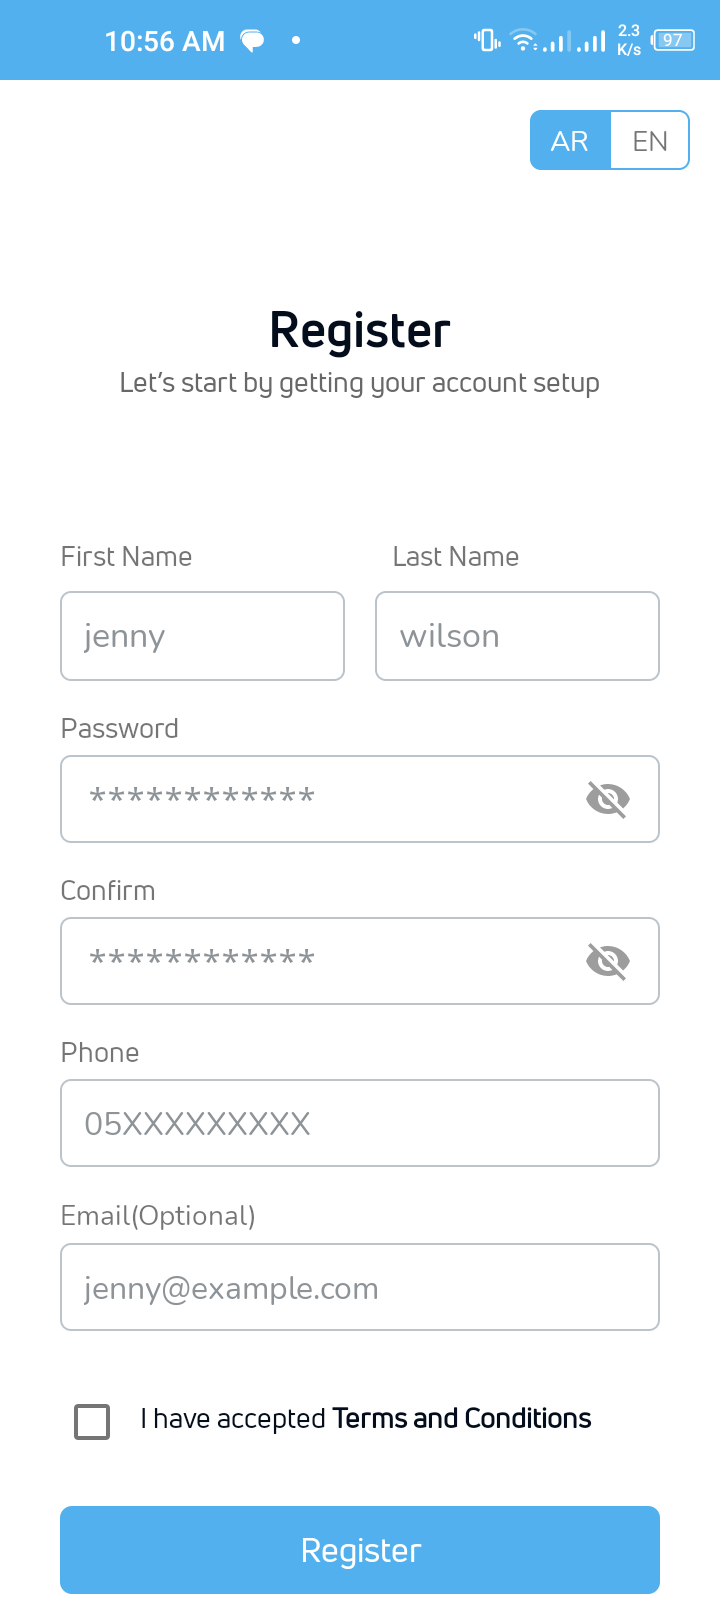 10:56 AM
2.3
K/s
97
AR EN
Register
Let's start by getting your account setup
First Name Last Name
jenny wilson
Password
************
Confirm
************
Phone
05XXXXXXXXX
Email(Optional)
jenny@example.com
I have accepted Terms and Conditions
Register